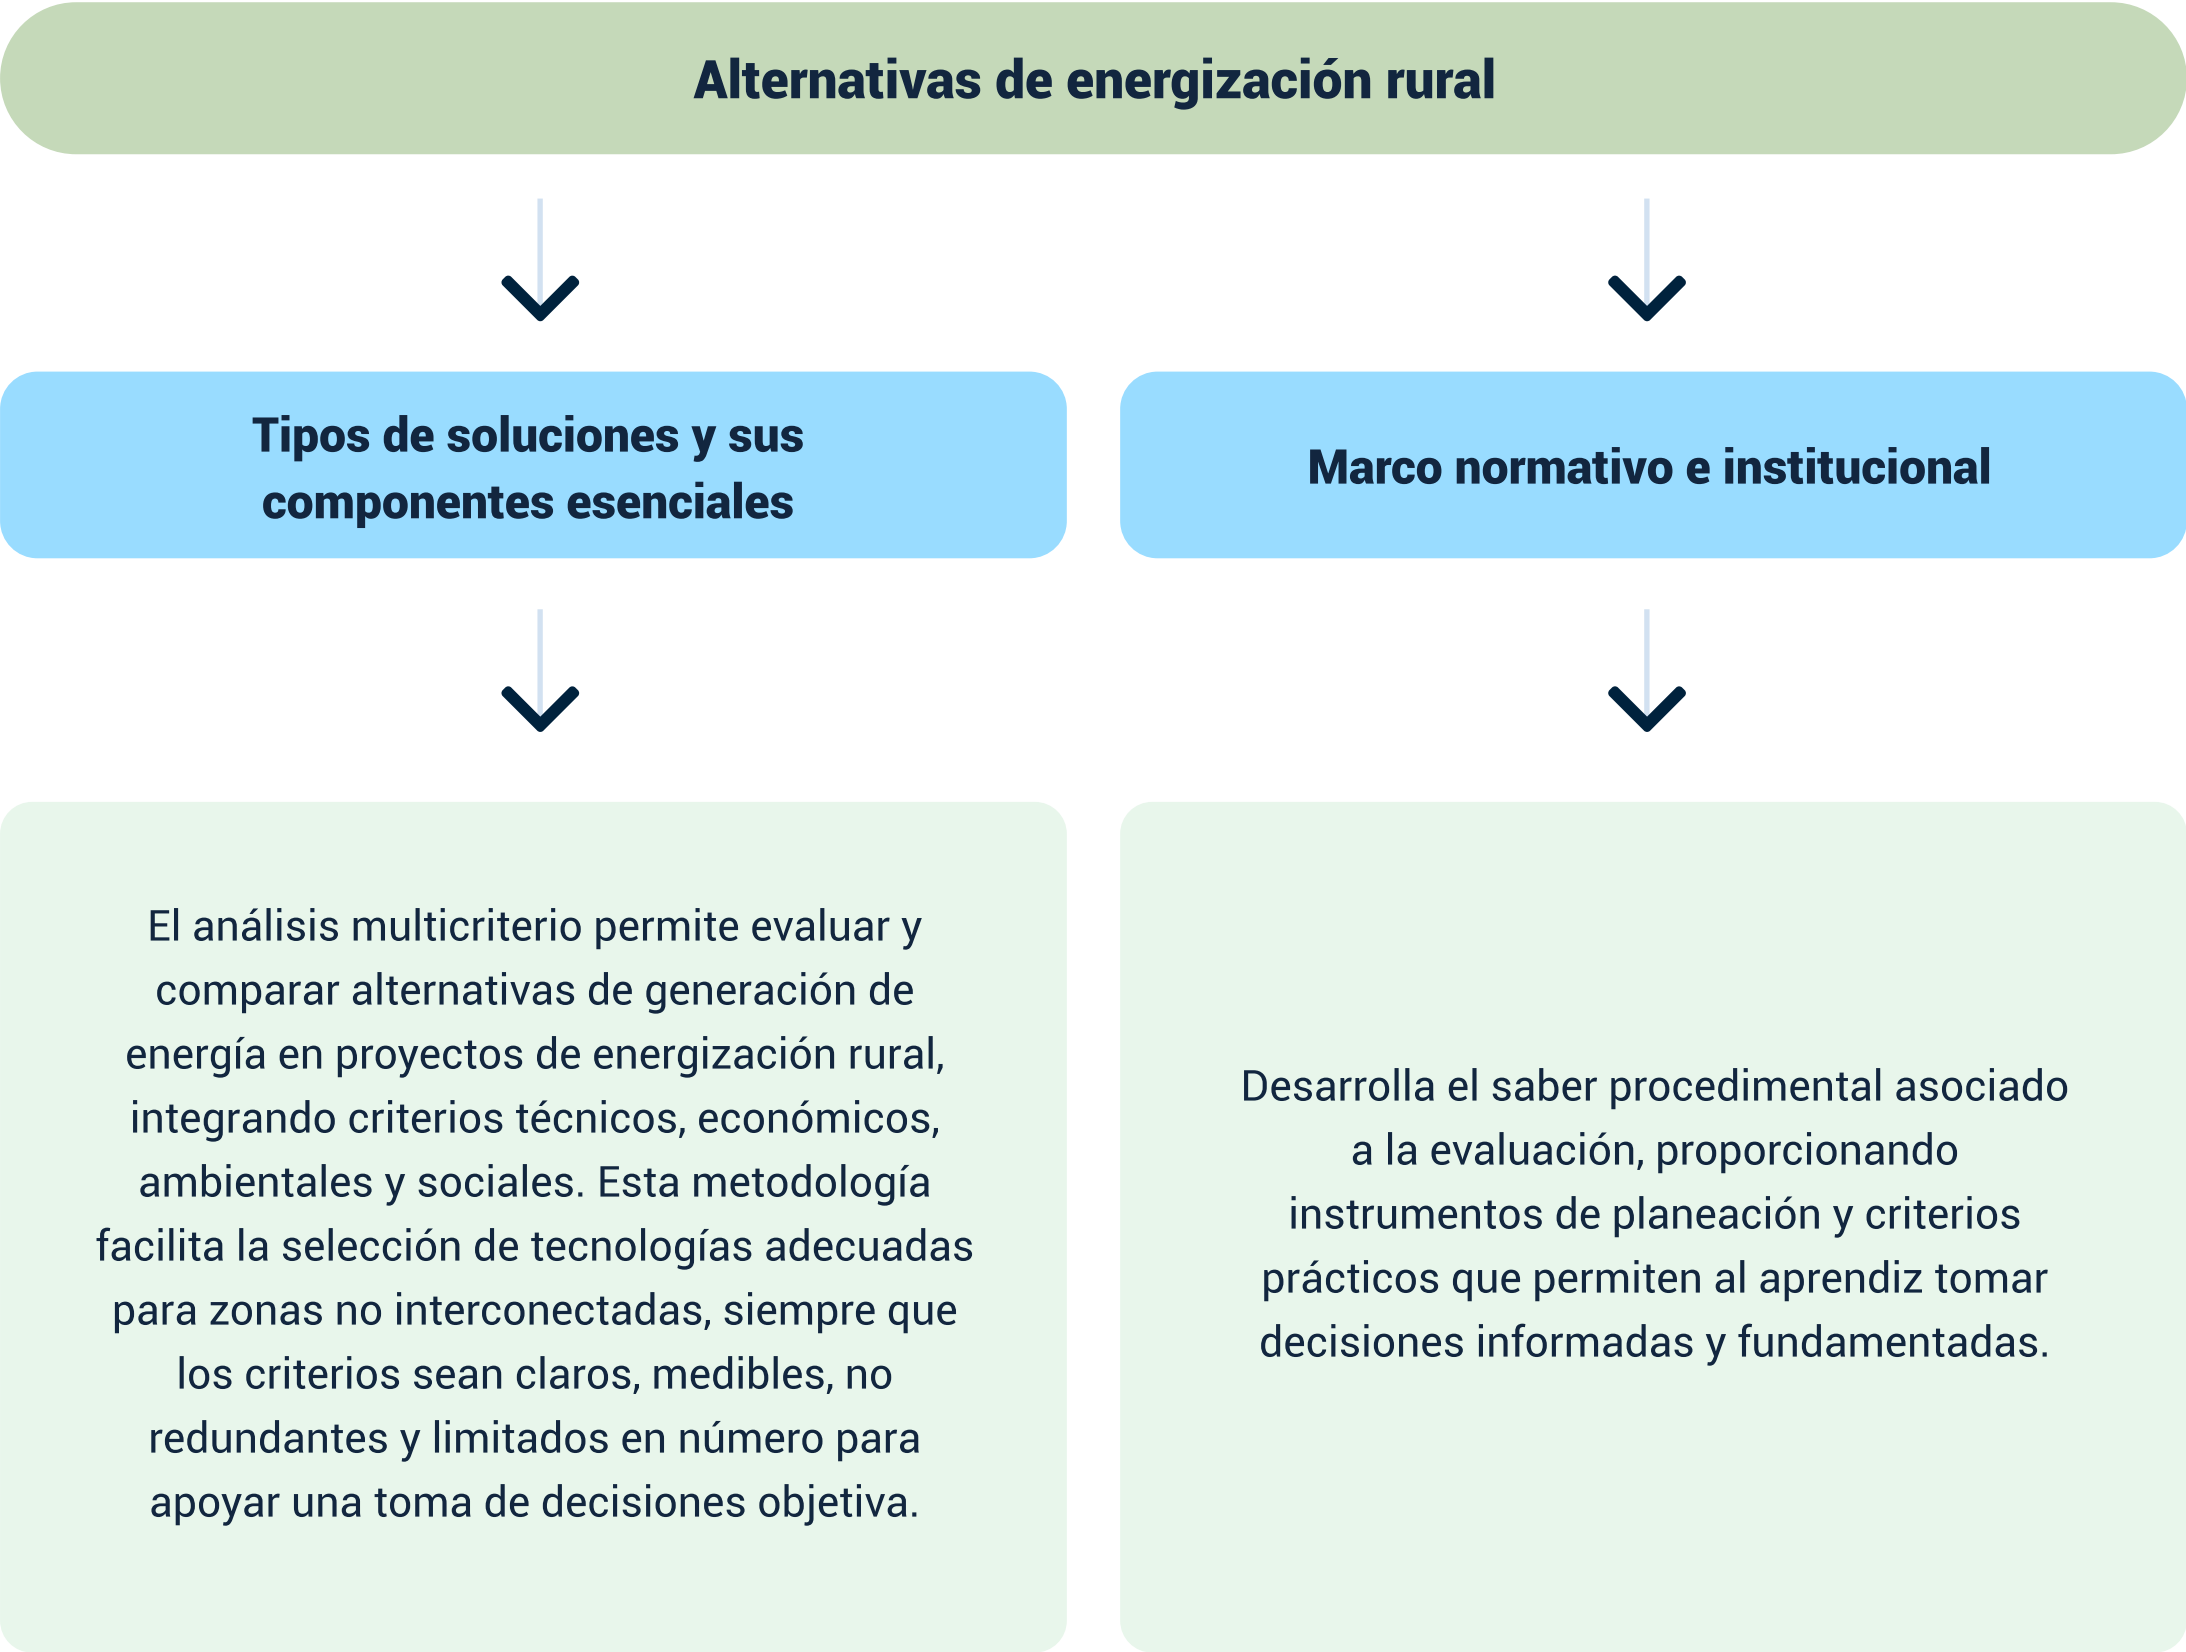 Alternativas de energización rural
Tipos de soluciones y sus
componentes esenciales
Marco normativo e institucional
El análisis multicriterio permite evaluar y
comparar alternativas de generación de
energía en proyectos de energización rural,
integrando criterios técnicos, económicos,
ambientales y sociales. Esta metodología
facilita la selección de tecnologías adecuadas
para zonas no interconectadas, siempre que
los criterios sean claros, medibles, no
redundantes y limitados en número para
apoyar una toma de decisiones objetiva.
Desarrolla el saber procedimental asociado
a la evaluación, proporcionando
instrumentos de planeación y criterios
prácticos que permiten al aprendiz tomar
decisiones informadas y fundamentadas.